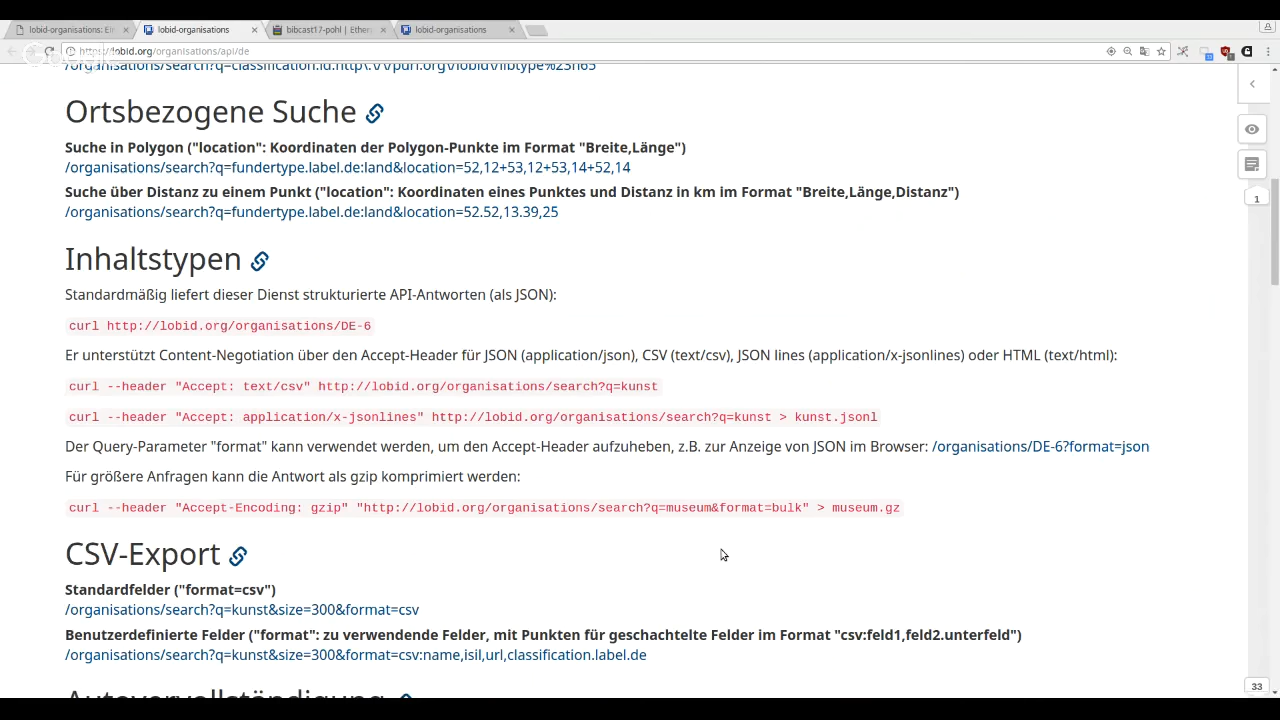 lobid-organisations: Ei
lobid-organisations
bibcast17-pohl | Ether
lobid-organisations
lobid.org/organisations/api/de
/organisations/search?q=classification.id:http\:\/\/purl.org\/lobid\/libtype%23n65
Ortsbezogene Suche
Suche in Polygon ("location": Koordinaten der Polygon-Punkte im Format "Breite,Länge")
/organisations/search?q=fundertype.label.de:land&location=52,12+53,12+53,14+52,14
Suche über Distanz zu einem Punkt ("location": Koordinaten eines Punktes und Distanz in km im Format "Breite,Länge,Distanz")
/organisations/search?q=fundertype.label.de:land&location=52.52,13.39,25
Inhaltstypen
Standardmäßig liefert dieser Dienst strukturierte API-Antworten (als JSON):
curl http://lobid.org/organisations/DE-6
Er unterstützt Content-Negotiation über den Accept-Header für JSON (application/json), CSV (text/csv), JSON lines (application/x-jsonlines) oder HTML (text/html):
curl --header "Accept: text/csv" http://lobid.org/organisations/search?q=kunst
curl --header "Accept: application/x-jsonlines" http://lobid.org/organisations/search?q=kunst > kunst.jsonl
Der Query-Parameter "format" kann verwendet werden, um den Accept-Header aufzuheben, z.B. zur Anzeige von JSON im Browser: /organisations/DE-6?format=json
Für größere Anfragen kann die Antwort als gzip komprimiert werden:
curl --header "Accept-Encoding: gzip" "http://lobid.org/organisations/search?q=museum&format=bulk" > museum.gz
CSV-Export
Standardfelder ("format=csv")
/organisations/search?q=kunst&size=300&format=csv
Benutzerdefinierte Felder ("format": zu verwendende Felder, mit Punkten für geschachtelte Felder im Format "csv:feld1,feld2.unterfeld")
/organisations/search?q=kunst&size=300&format=csv:name,isil,url,classification.label.de
Autovervollständigung
1
33